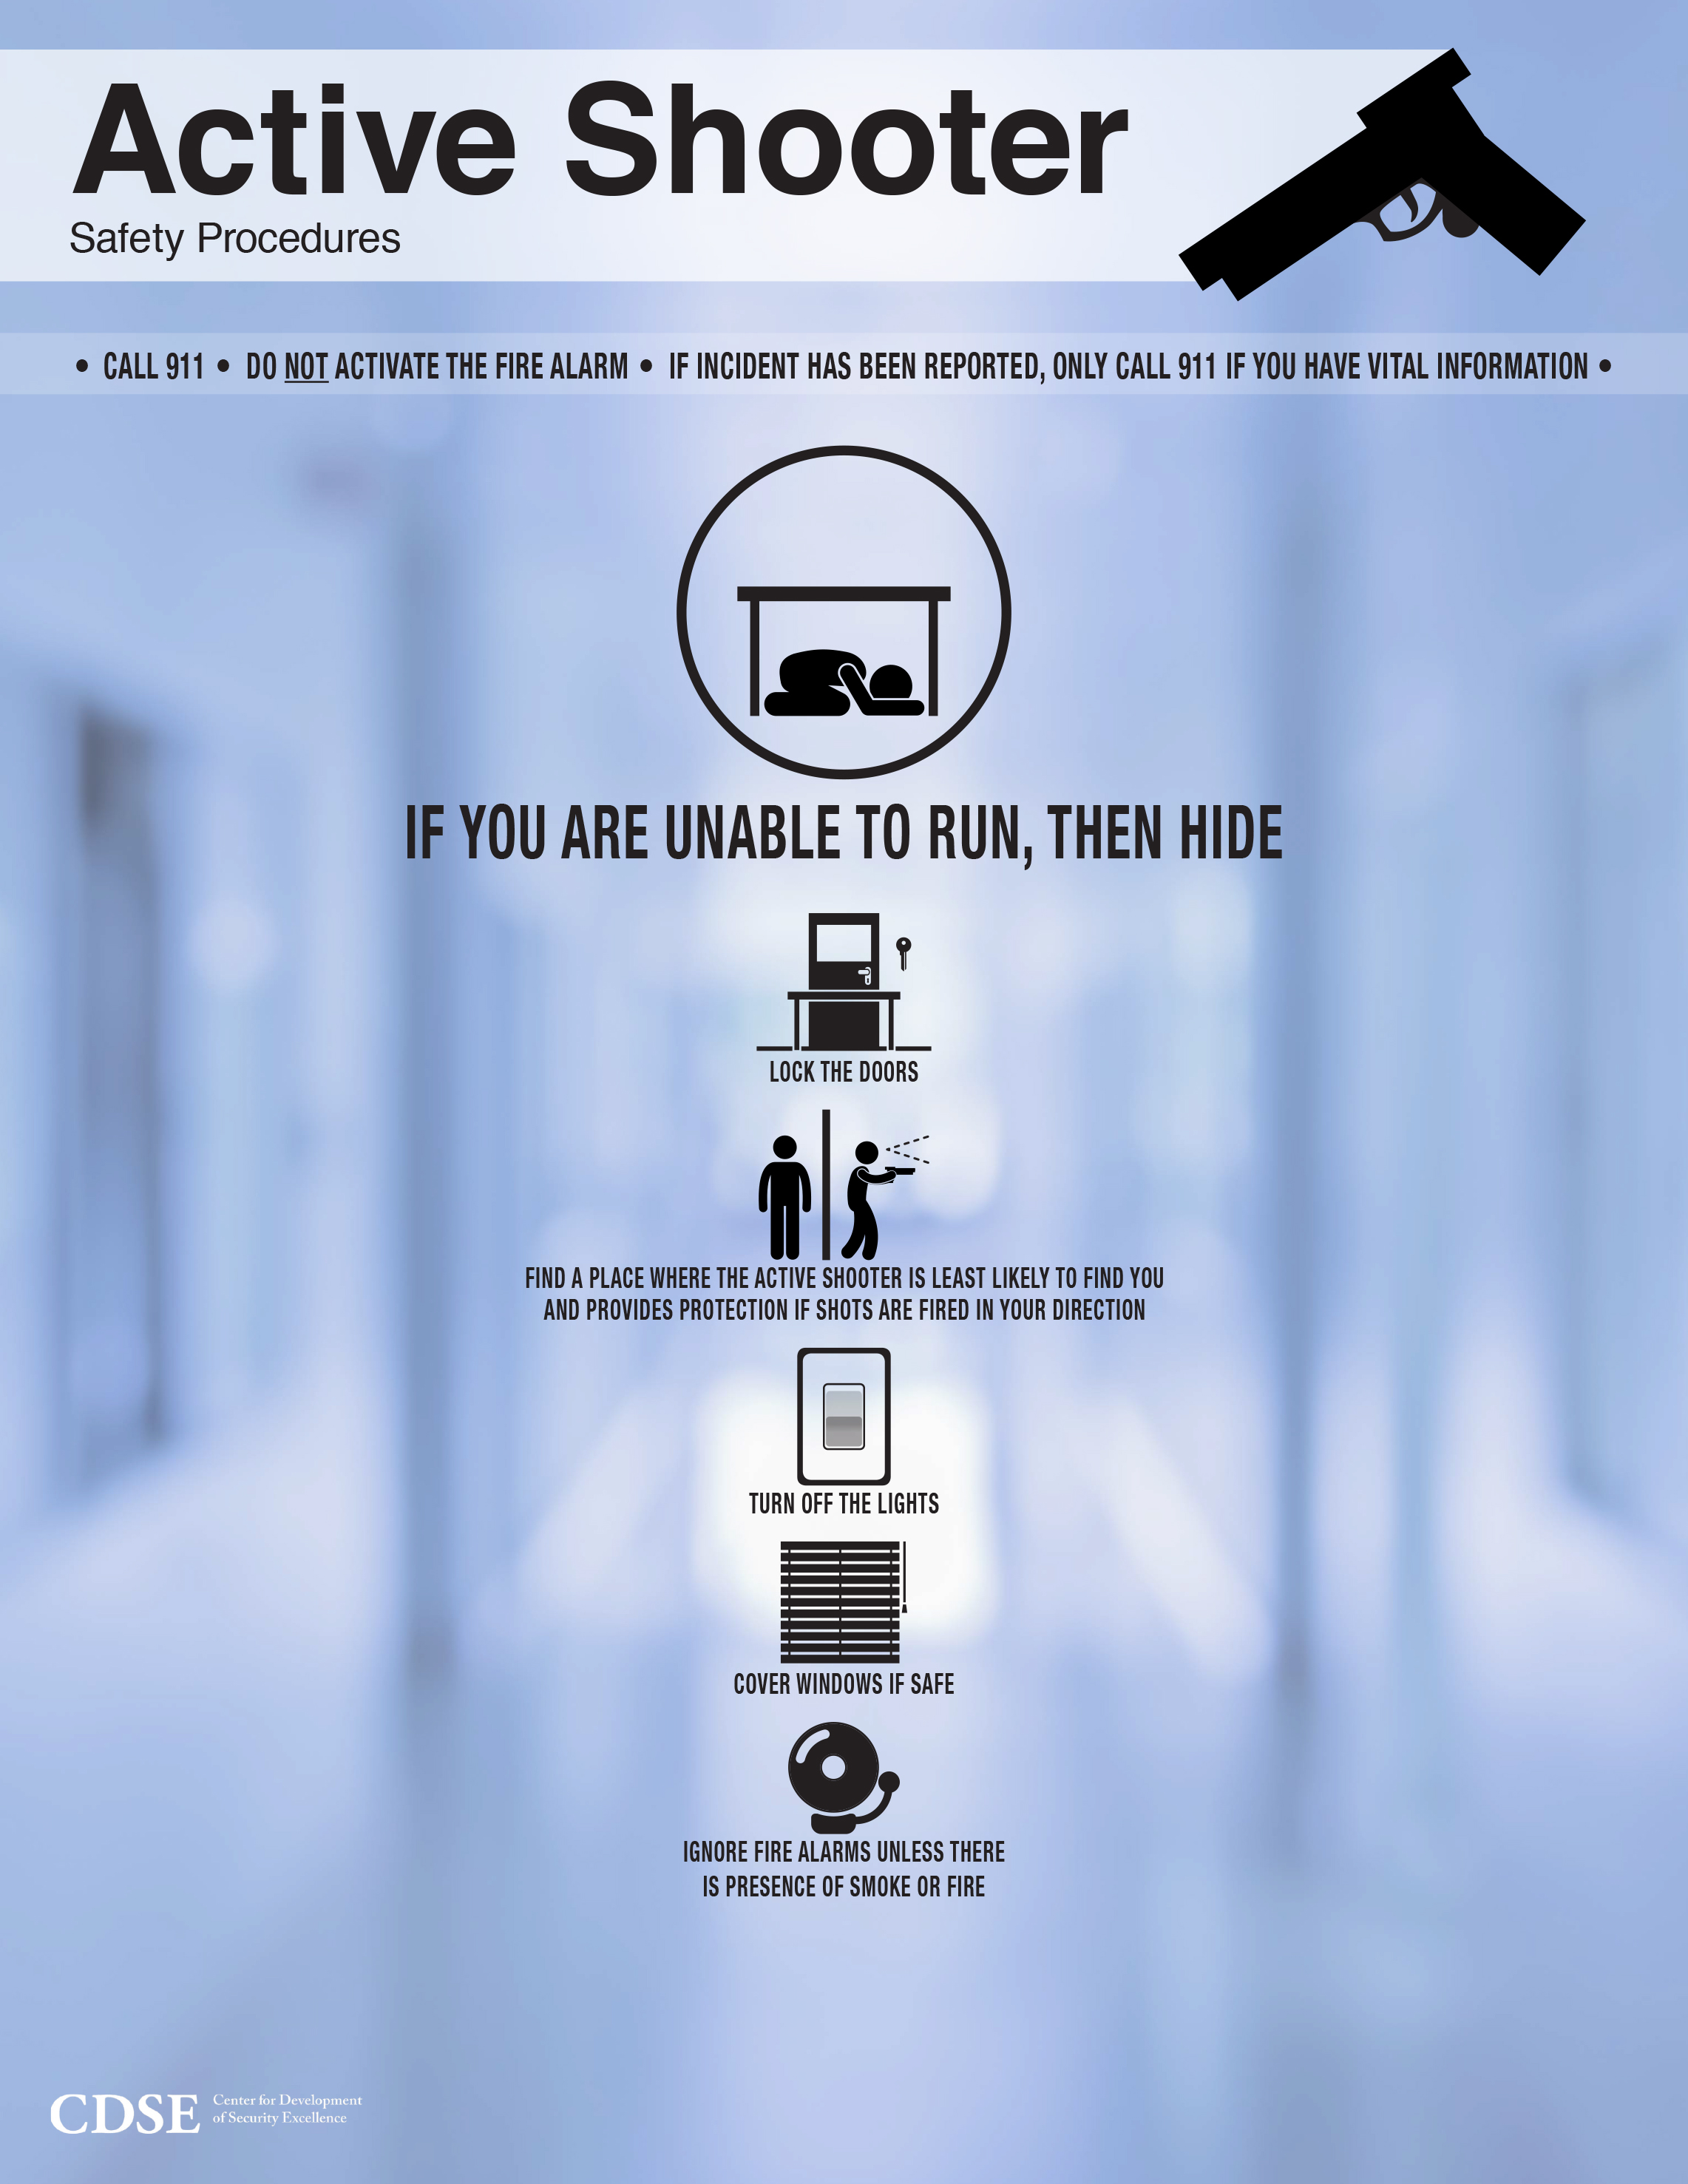 Active Shooter
Safety Procedures
• CALL 911 • DO NOT ACTIVATE THE FIRE ALARM • IF INCIDENT HAS BEEN REPORTED, ONLY CALL 911 IF YOU HAVE VITAL INFORMATION •
IF YOU ARE UNABLE TO RUN, THEN HIDE
LOCK THE DOORS
FIND A PLACE WHERE THE ACTIVE SHOOTER IS LEAST LIKELY TO FIND YOU
AND PROVIDES PROTECTION IF SHOTS ARE FIRED IN YOUR DIRECTION
TURN OFF THE LIGHTS
COVER WINDOWS IF SAFE
IGNORE FIRE ALARMS UNLESS THERE
IS PRESENCE OF SMOKE OR FIRE
CDSE
Center for Development
of Security Excellence